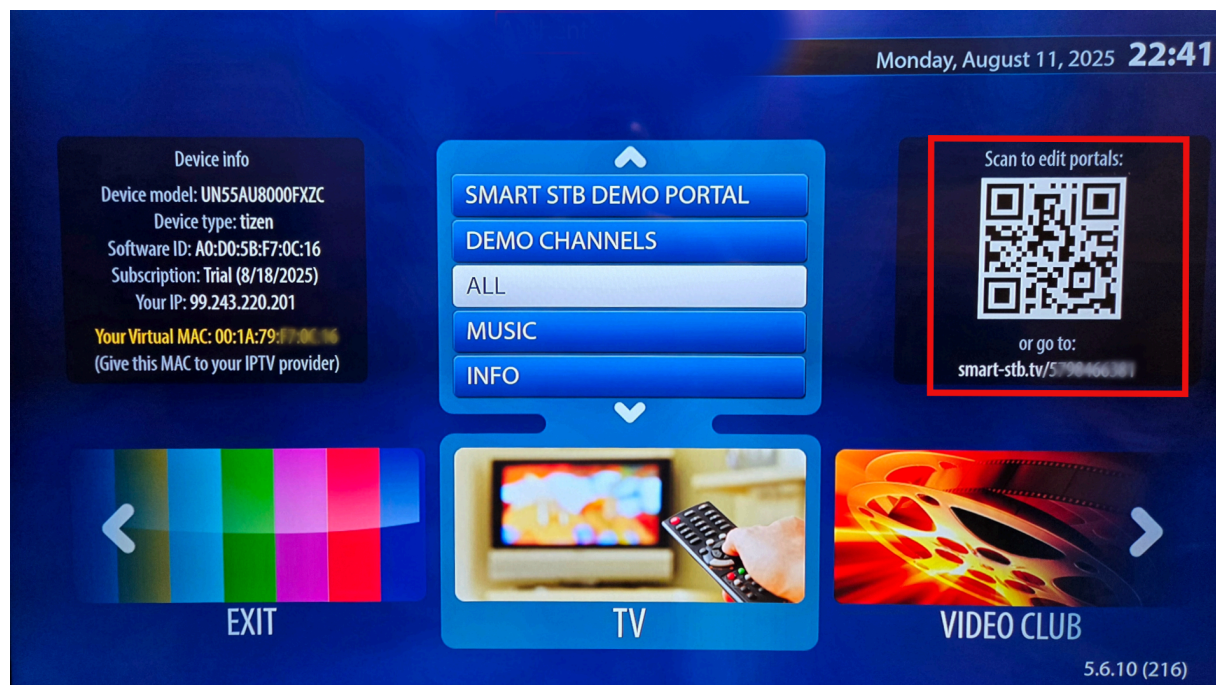 Monday, August 11, 2025 22:41
Device info
Device model: UN55AU8000FXZC
Device type: tizen
Software ID: A0:D0:5B:F7:0C:16
Subscription: Trial (8/18/2025)
Your IP: 99.243.220.201
Your Virtual MAC: 00:1A:79:
(Give this MAC to your IPTV provider)
SMART STB DEMO PORTAL
DEMO CHANNELS
ALL
MUSIC
INFO
Scan to edit portals:
or go to:
smart-stb.tv/
EXIT
TV
VIDEO CLUB
5.6.10 (216)